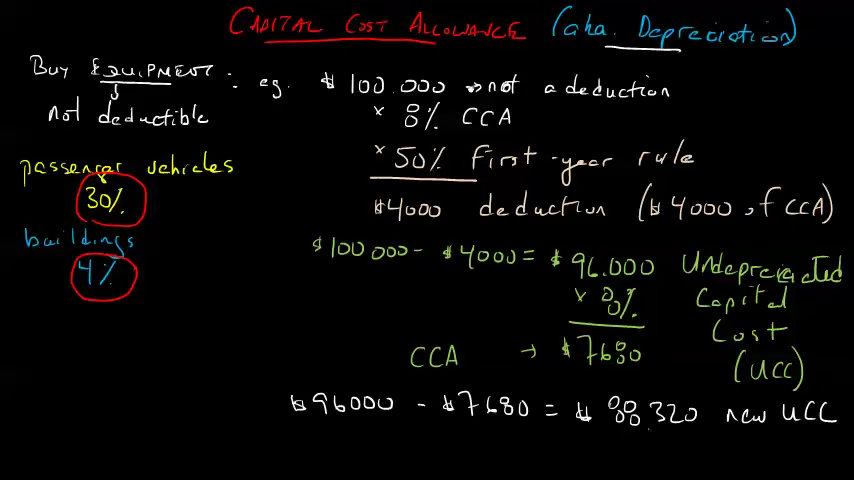 CAPITAL COST ALLOWANCE (aka. Depreciation)
BUY EQUIPMENT : eg. $100.000 → not a deduction
not deductible
× 8% CCA
× 50% First-year rule
$4000 deduction ($4000 of CCA)
passenger vehicles
30%
buildings
4%
$100000 - $4000 = $96.000 Undepreciated
× 8% Capital
Cost
CCA → $7680
(UCC)
$96000 - $7680 = $88.320 new UCC